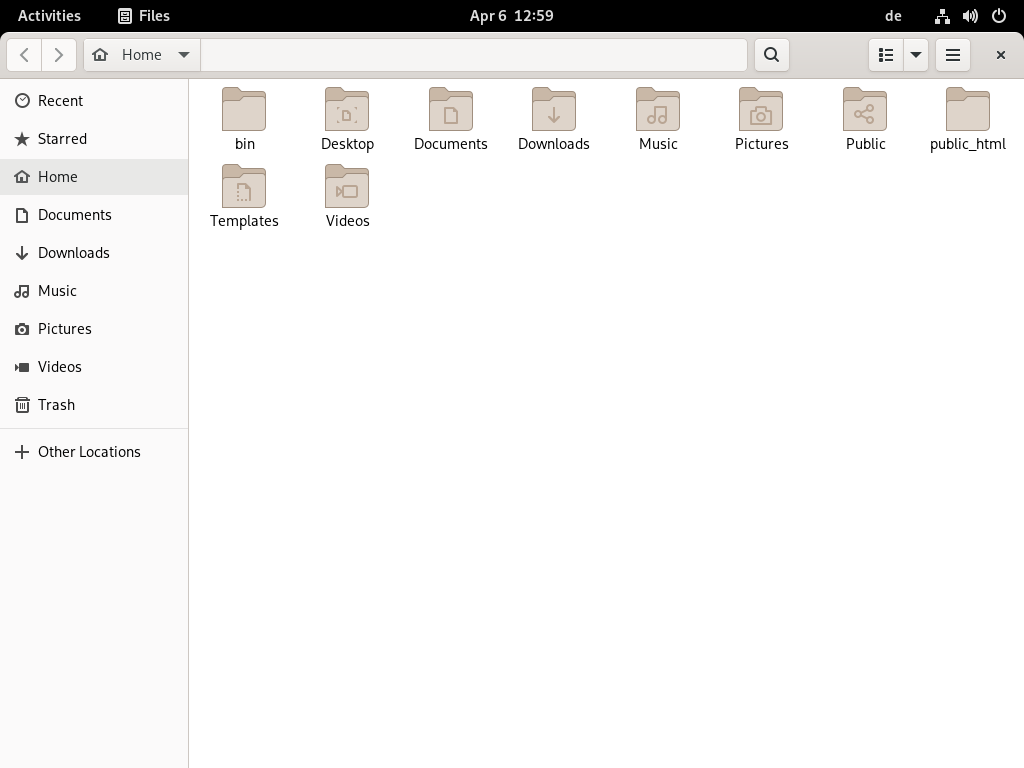 Activities Files Apr 6 12:59 de
Home
Recent
Starred
Home
Documents
Downloads
Music
Pictures
Videos
Trash
Other Locations
bin Desktop Documents Downloads Music Pictures Public public_html
Templates Videos